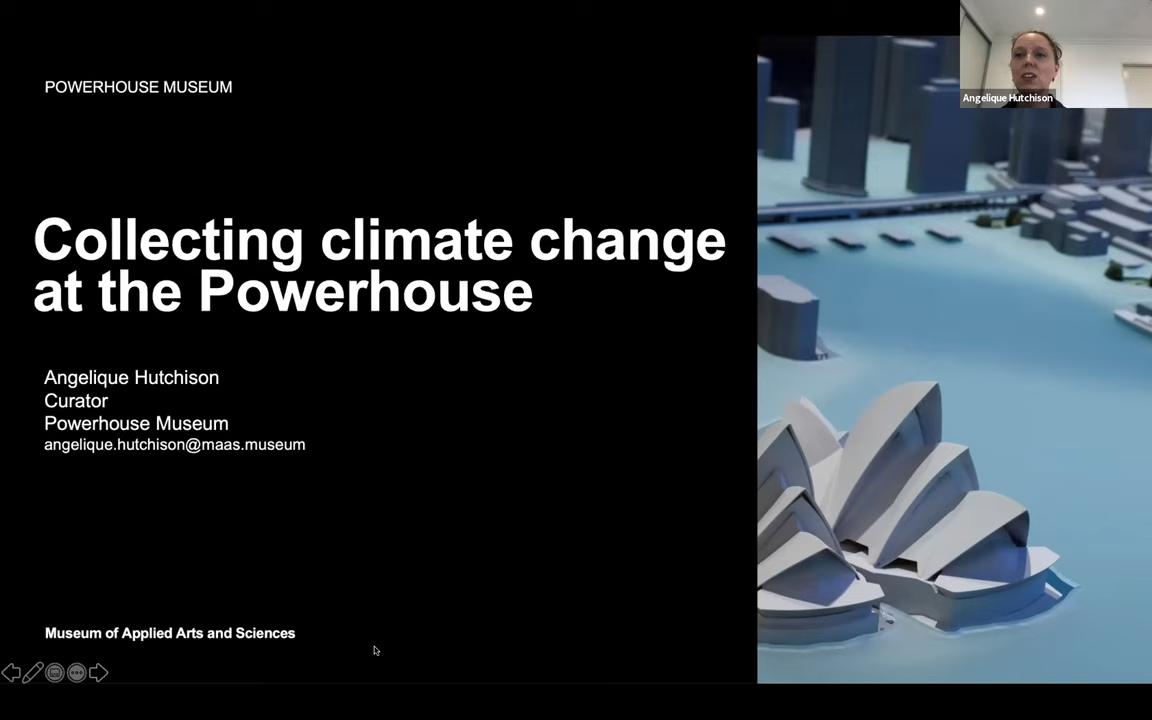 POWERHOUSE MUSEUM
Angelique Hutchison
Collecting climate change
at the Powerhouse
Angelique Hutchison
Curator
Powerhouse Museum
angelique.hutchison@maas.museum
Museum of Applied Arts and Sciences